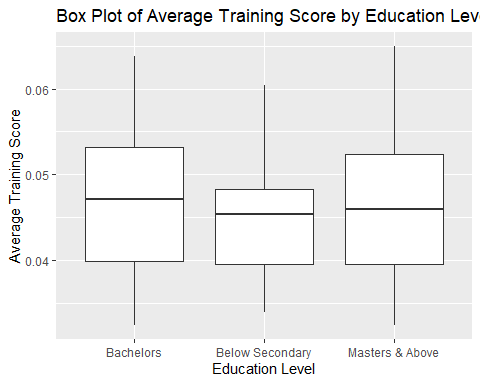 Box Plot of Average Training Score by Education Lev
Average Training Score
0.06
0.05
0.04
Bachelors
Below Secondary
Masters & Above
Education Level